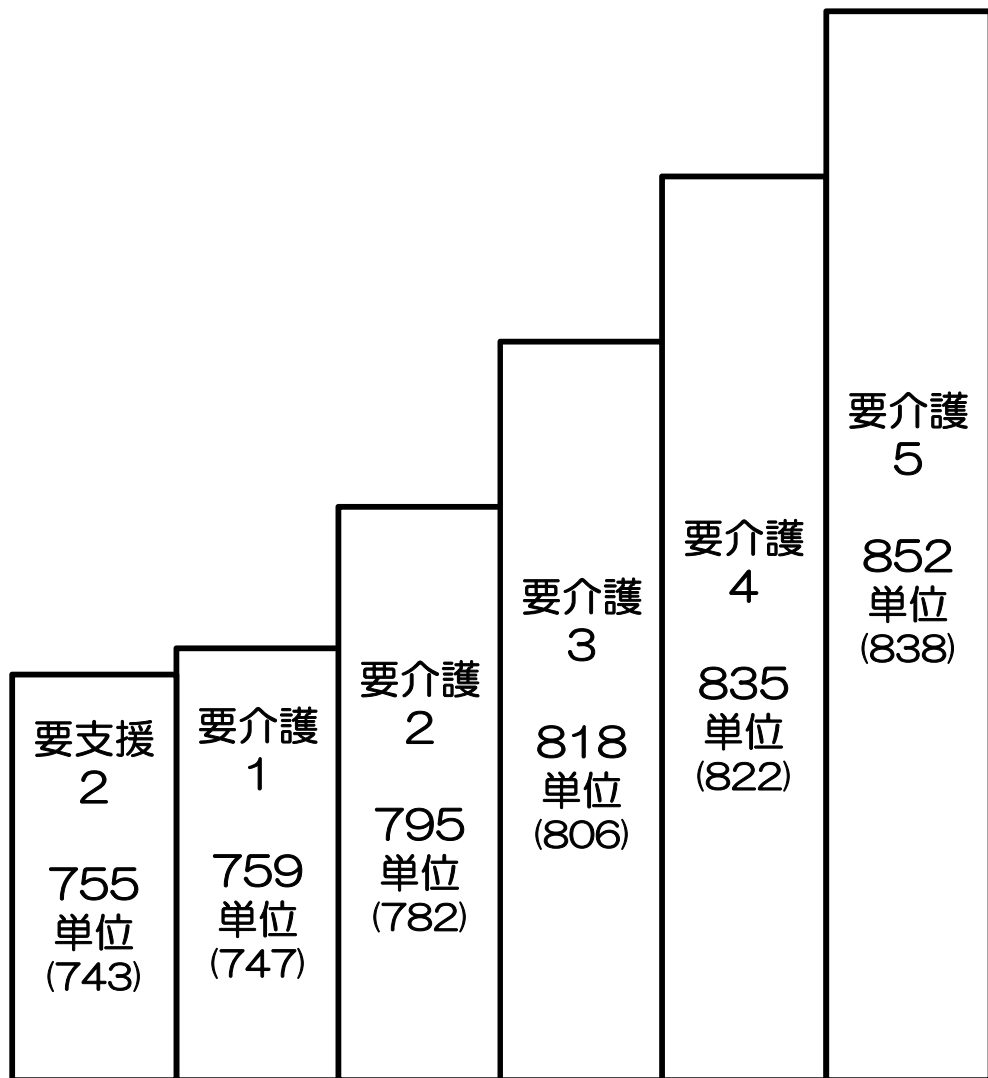 要支援
2
755
単位
(743)
要介護
1
759
単位
(747)
要介護
2
795
単位
(782)
要介護
3
818
単位
(806)
要介護
4
835
単位
(822)
要介護
5
852
単位
(838)